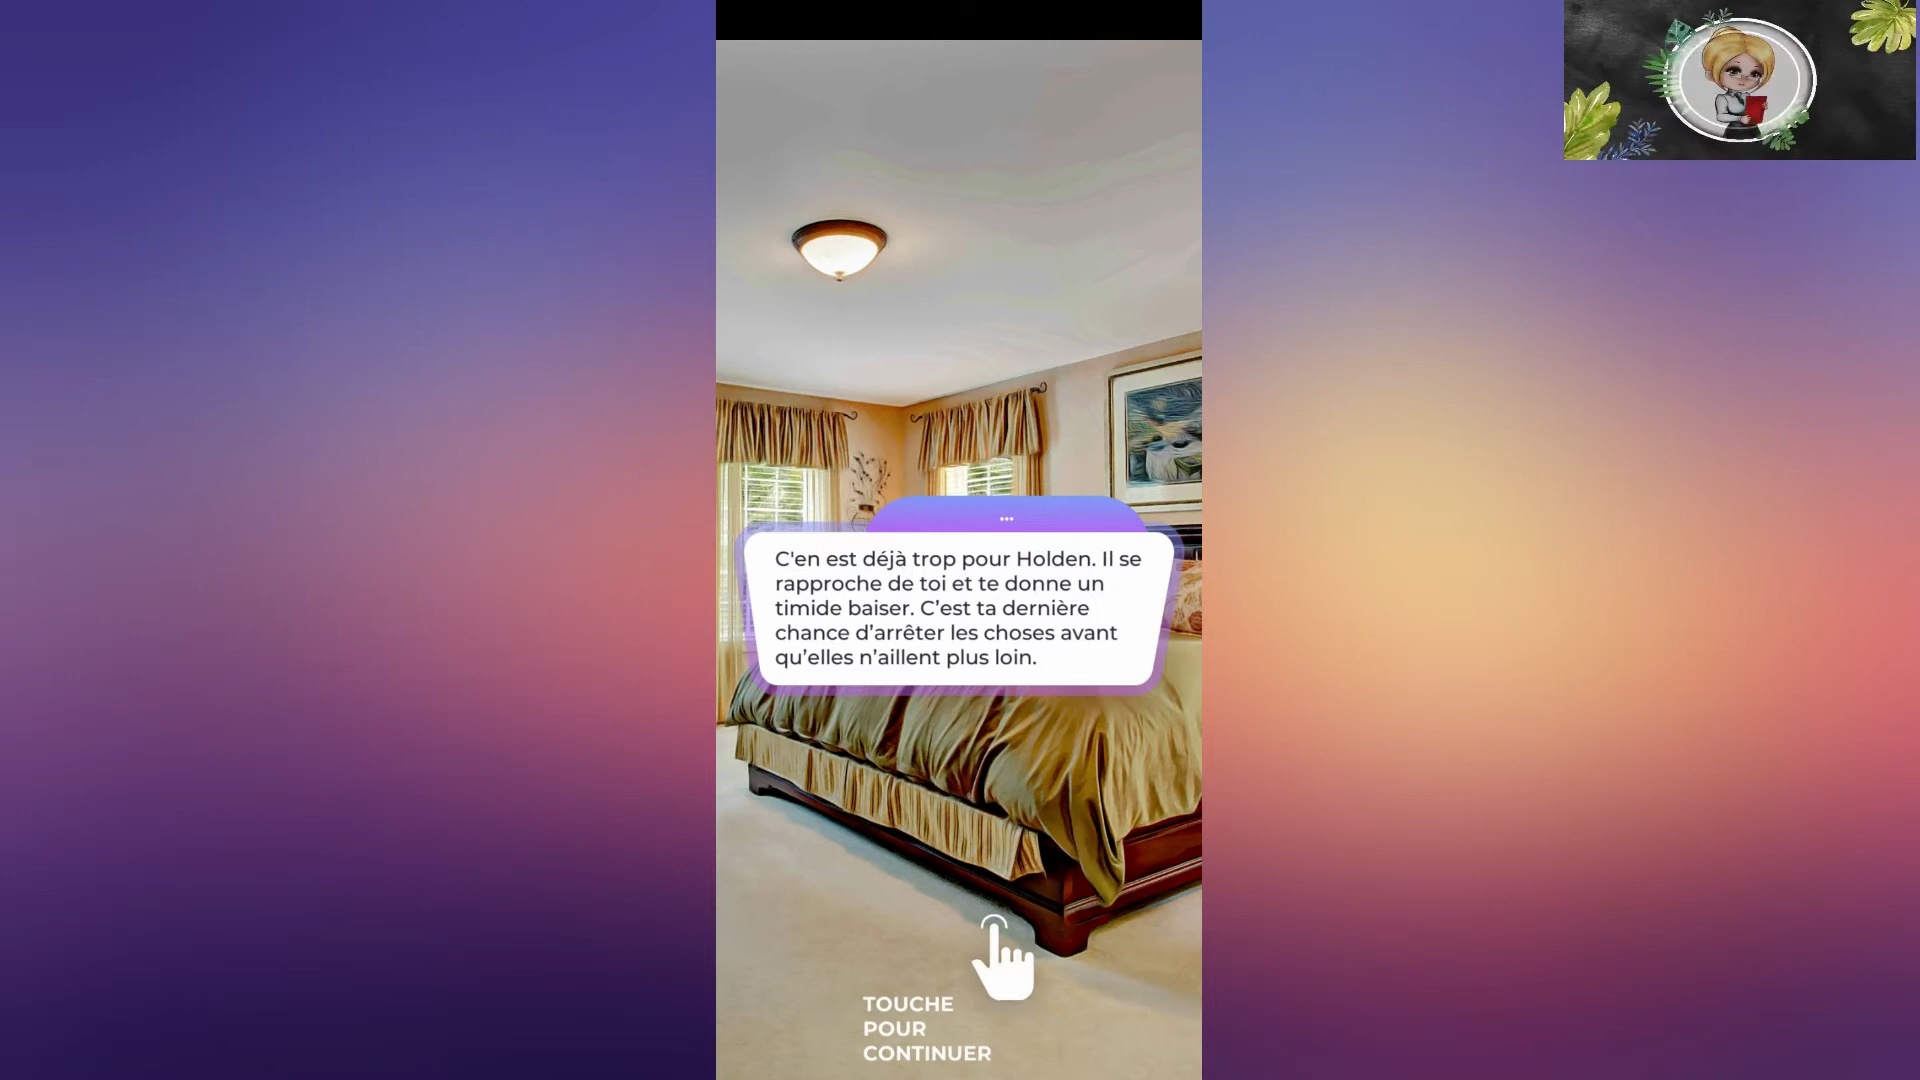 ...
C'en est déjà trop pour Holden. Il se
rapproche de toi et te donne un
timide baiser. C’est ta dernière
chance d’arrêter les choses avant
qu’elles n’aillent plus loin.
TOUCHE
POUR
CONTINUER